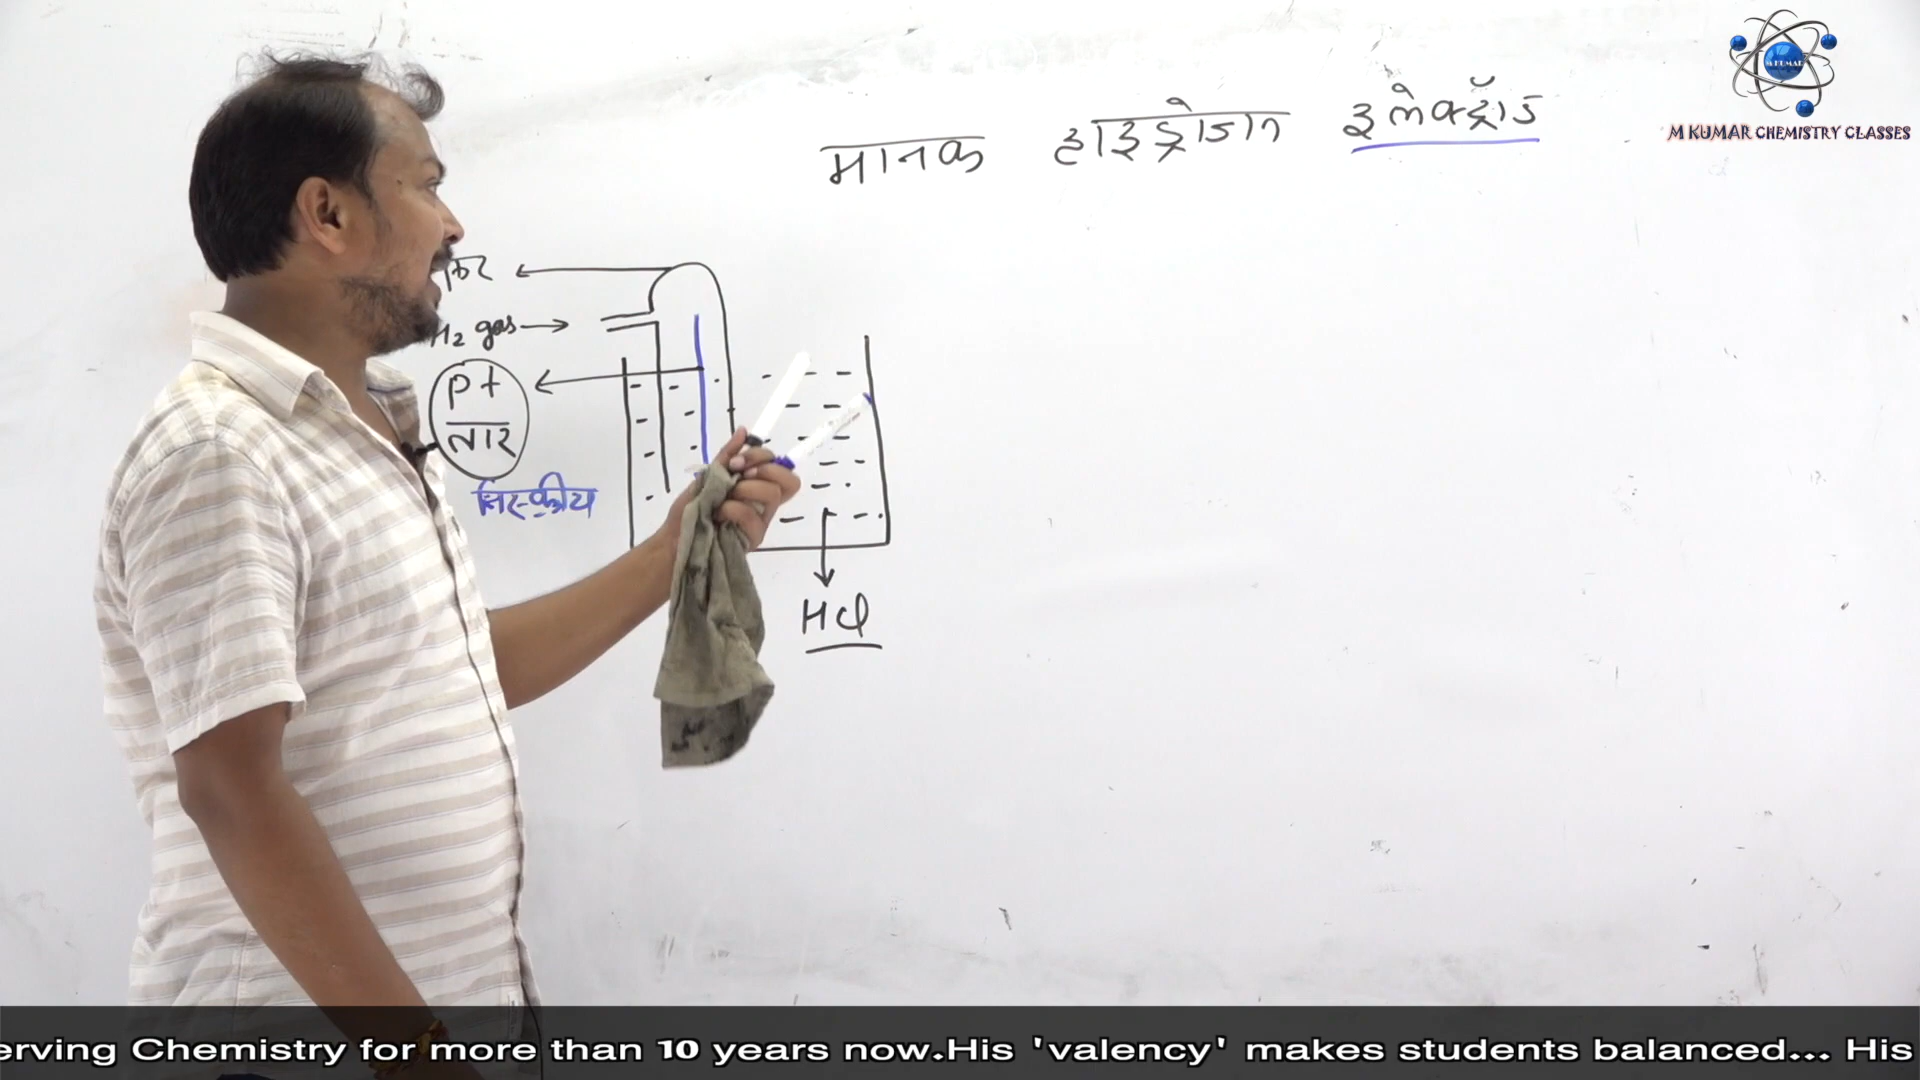 मानक हाइड्रोजन इलेक्ट्रॉड
M KUMAR
M KUMAR CHEMISTRY CLASSES
H2 gas
Pt
तार
HCl
erving Chemistry for more than 10 years now.His 'valency' makes students balanced... His